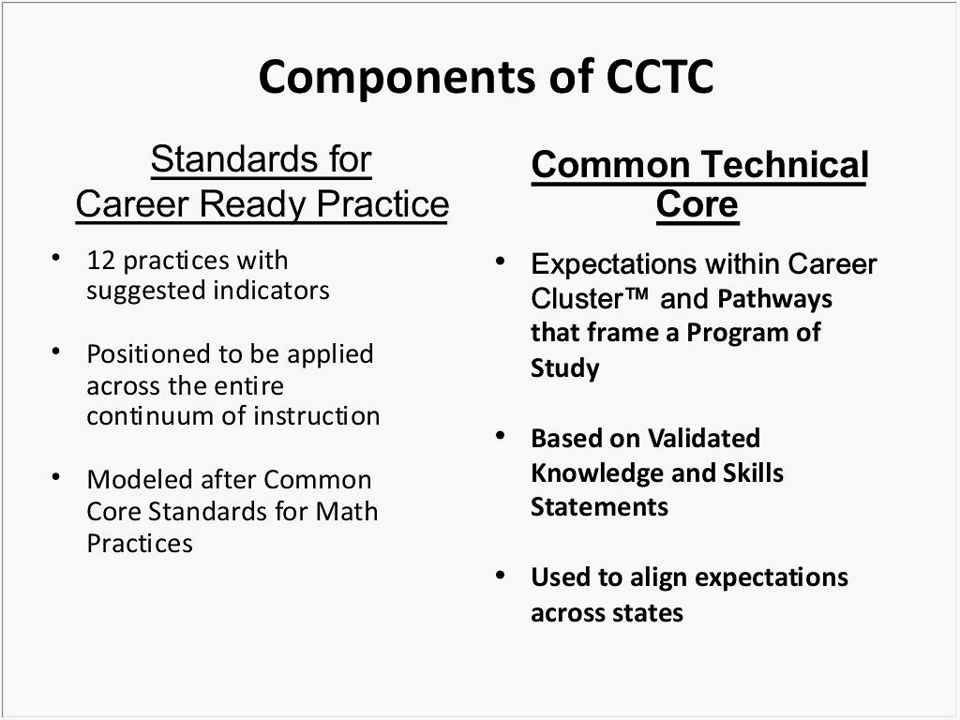 Components of CCTC
Standards for
Career Ready Practice
• 12 practices with
suggested indicators
• Positioned to be applied
across the entire
continuum of instruction
• Modeled after Common
Core Standards for Math
Practices
Common Technical
Core
• Expectations within Career
Cluster™ and Pathways
that frame a Program of
Study
• Based on Validated
Knowledge and Skills
Statements
• Used to align expectations
across states